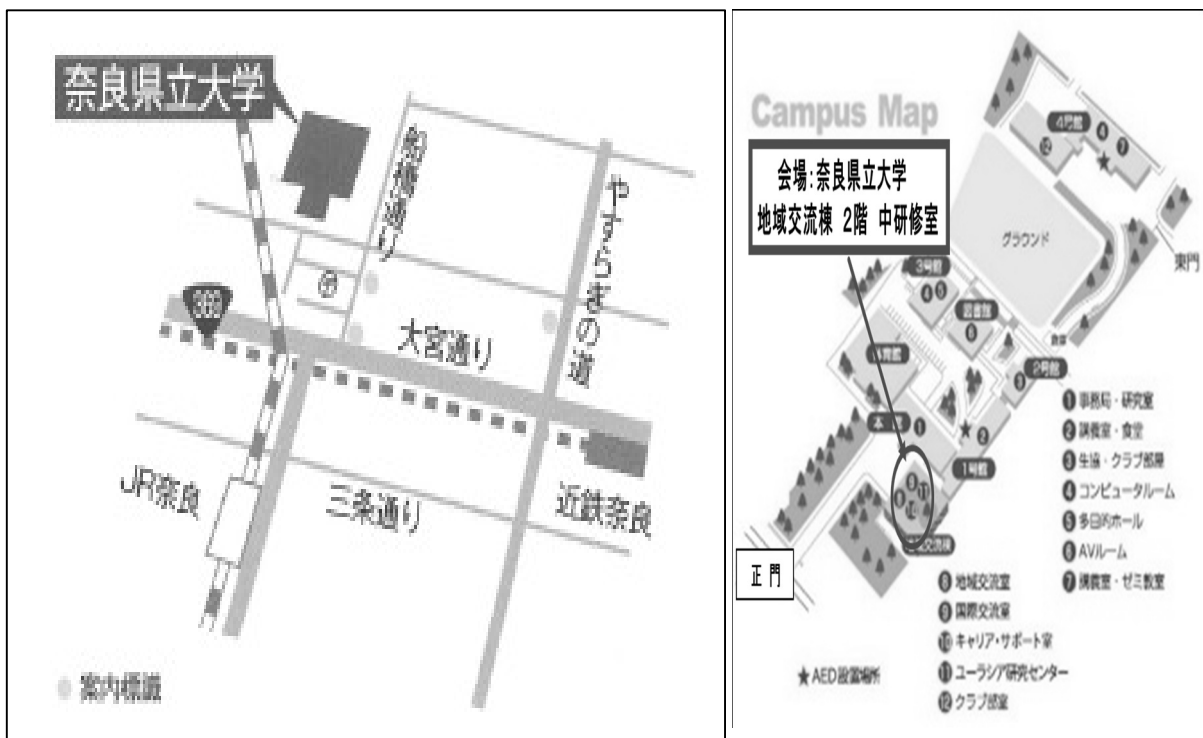 奈良県立大学
船橋通り
やすらぎの道
大宮通り
JR奈良
三条通り
近鉄奈良
案内標識
Campus Map
会場:奈良県立大学
地域交流棟 2階 中研修室
4号館
グラウンド
東門
3号館
図書館
体育館
2号館
1号館
正門
❶ 事務局・研究室
❷ 講義室・食堂
❸ 生協・クラブ部屋
❹ コンピュータルーム
❺ 多目的ホール
❻ AVルーム
❼ 講義室・ゼミ教室
❽ 地域交流室
❾ 国際交流室
❿ キャリア・サポート室
⓫ ユーラシア研究センター
⓬ クラブ部室
★ AED設置場所